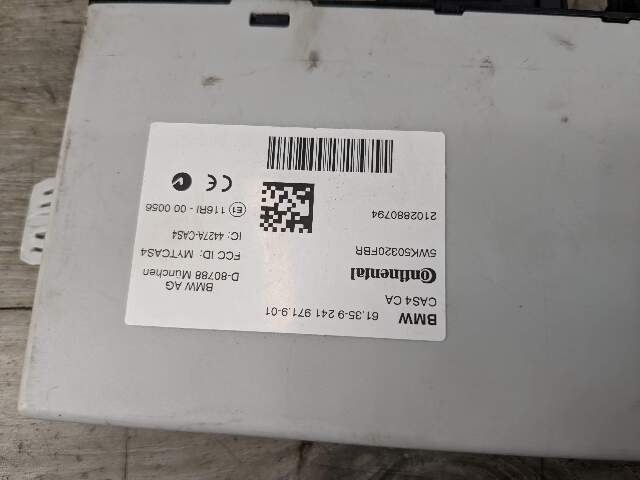 BMW 61.35-9 241 971.9-01
CAS4 CA
Continental
5WK50320FBR
2102880794
BMW AG
D-80788 München
FCC ID: MYTCAS4
IC: 4427A-CAS4
E1 116RI - 00 0056
CE